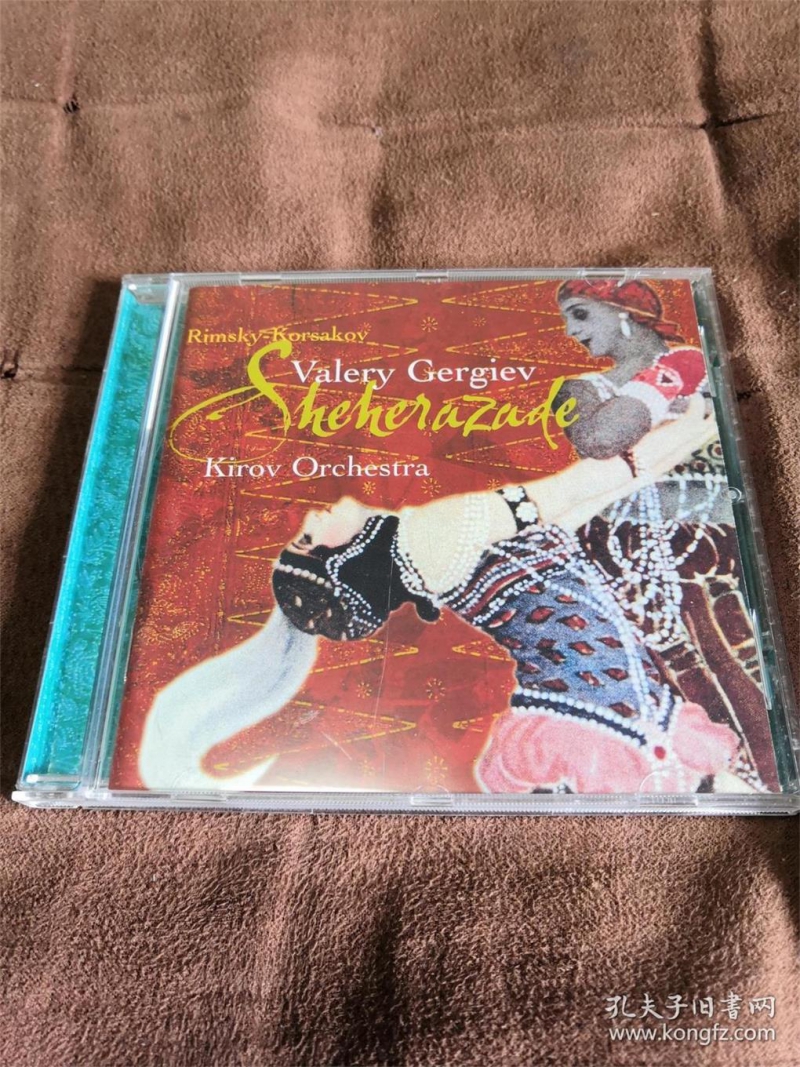 Rimsky-Korsakov
Valery Gergiev
Sheherazade
Kirov Orchestra
孔夫子旧书网
www.kongfz.com